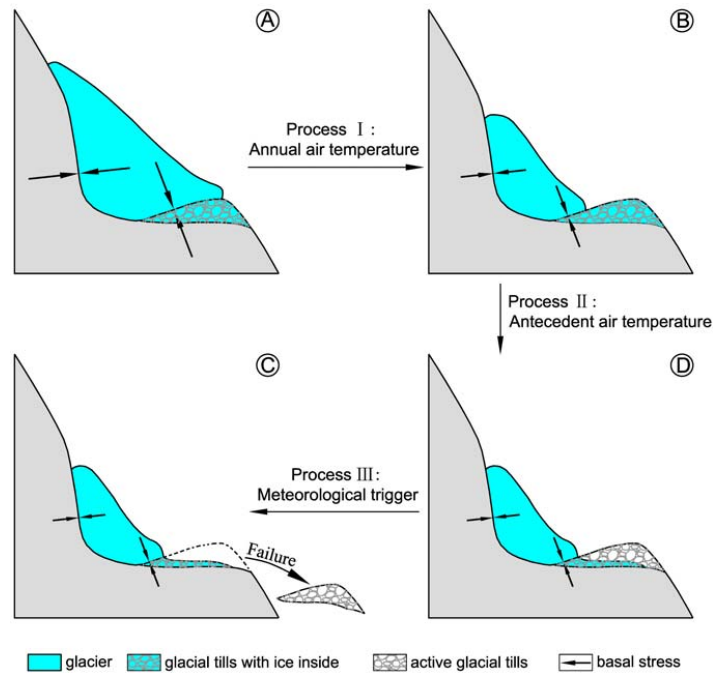 A
B
Process Ⅰ:
Annual air temperature
Process Ⅱ:
Antecedent air temperature
C
D
Process Ⅲ:
Meteorological trigger
Failure
glacier
glacial tills with ice inside
active glacial tills
basal stress